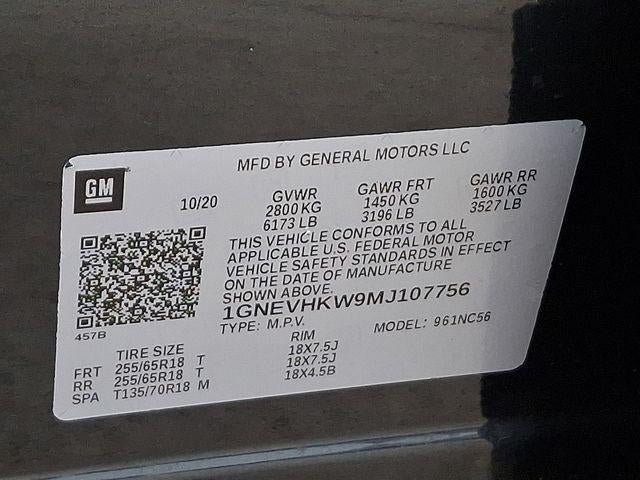 MFD BY GENERAL MOTORS LLC
GM
10/20
GVWR GAWR FRT GAWR RR
2800 KG 1450 KG 1600 KG
6173 LB 3196 LB 3527 LB
THIS VEHICLE CONFORMS TO ALL
APPLICABLE U.S. FEDERAL MOTOR
VEHICLE SAFETY STANDARDS IN EFFECT
ON THE DATE OF MANUFACTURE
SHOWN ABOVE.
1GNEVHKW9MJ107756
TYPE: M.P.V. MODEL: 961NC56
457B
TIRE SIZE RIM
FRT 255/65R18 T 18X7.5J
RR 255/65R18 T 18X7.5J
SPA T135/70R18 M 18X4.5B